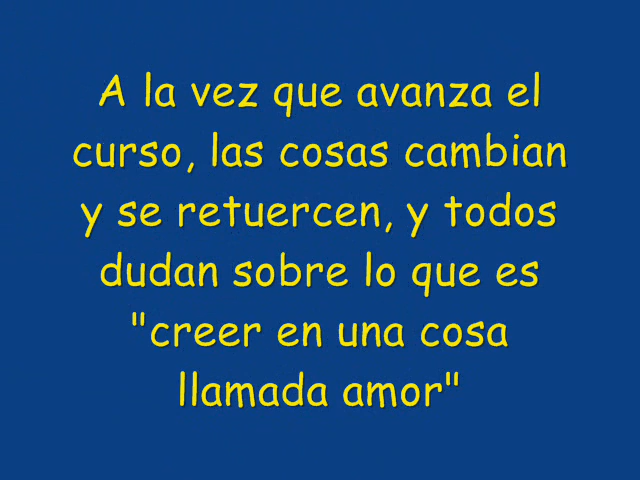 A la vez que avanza el
curso, las cosas cambian
y se retuercen, y todos
dudan sobre lo que es
"creer en una cosa
llamada amor"